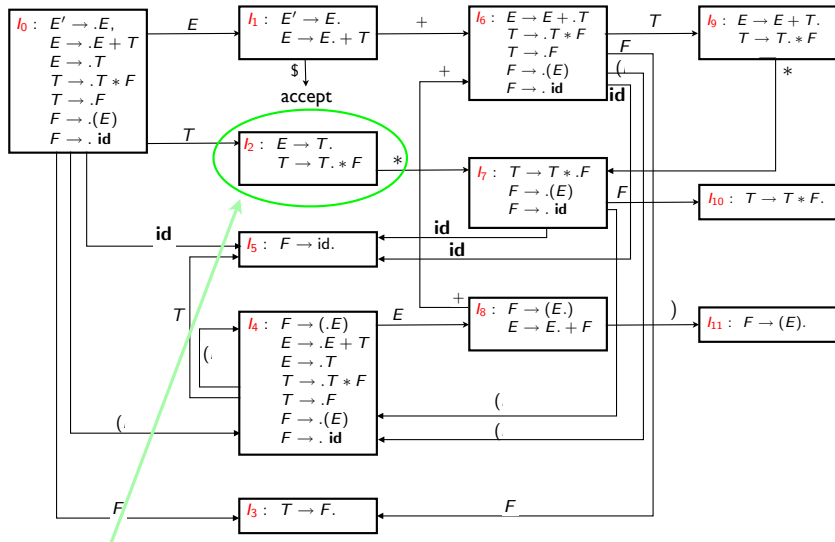 I₀ : E′ → .E,
E → .E + T
E → .T
T → .T ∗ F
T → .F
F → .(E)
F → . id
E
I₁ : E′ → E.
E → E. + T
+
$
accept
I₆ : E → E + .T
T → .T ∗ F
T → .F
F → .(E)
F → . id
T
F
(.
id
I₉ : E → E + T.
T → T. ∗ F
∗
+
T
I₂ : E → T.
T → T. ∗ F
∗
I₇ : T → T ∗ .F
F → .(E)
F → . id
F
I₁₀ : T → T ∗ F.
id
I₅ : F → id.
id
id
T
I₄ : F → (.E)
E → .E + T
E → .T
T → .T ∗ F
T → .F
F → .(E)
F → . id
(.
E
+
I₈ : F → (E.)
E → E. + F
)
I₁₁ : F → (E).
(.
(.
(.
F
I₃ : T → F.
F